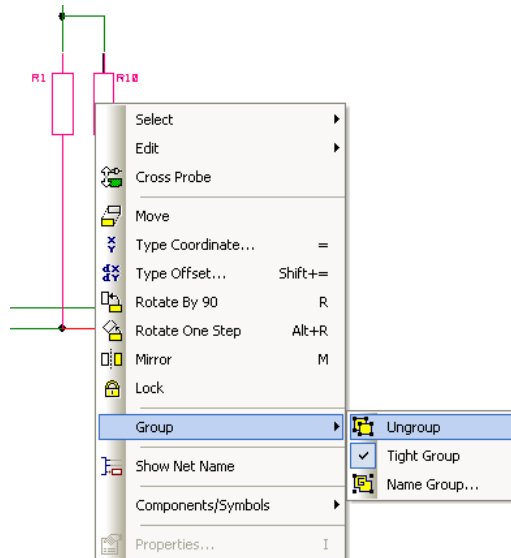 R1
R10
Select
Edit
Cross Probe
Move
Type Coordinate... =
Type Offset... Shift+=
Rotate By 90 R
Rotate One Step Alt+R
Mirror M
Lock
Group
Ungroup
Tight Group
Show Net Name
Name Group...
Components/Symbols
Properties... I